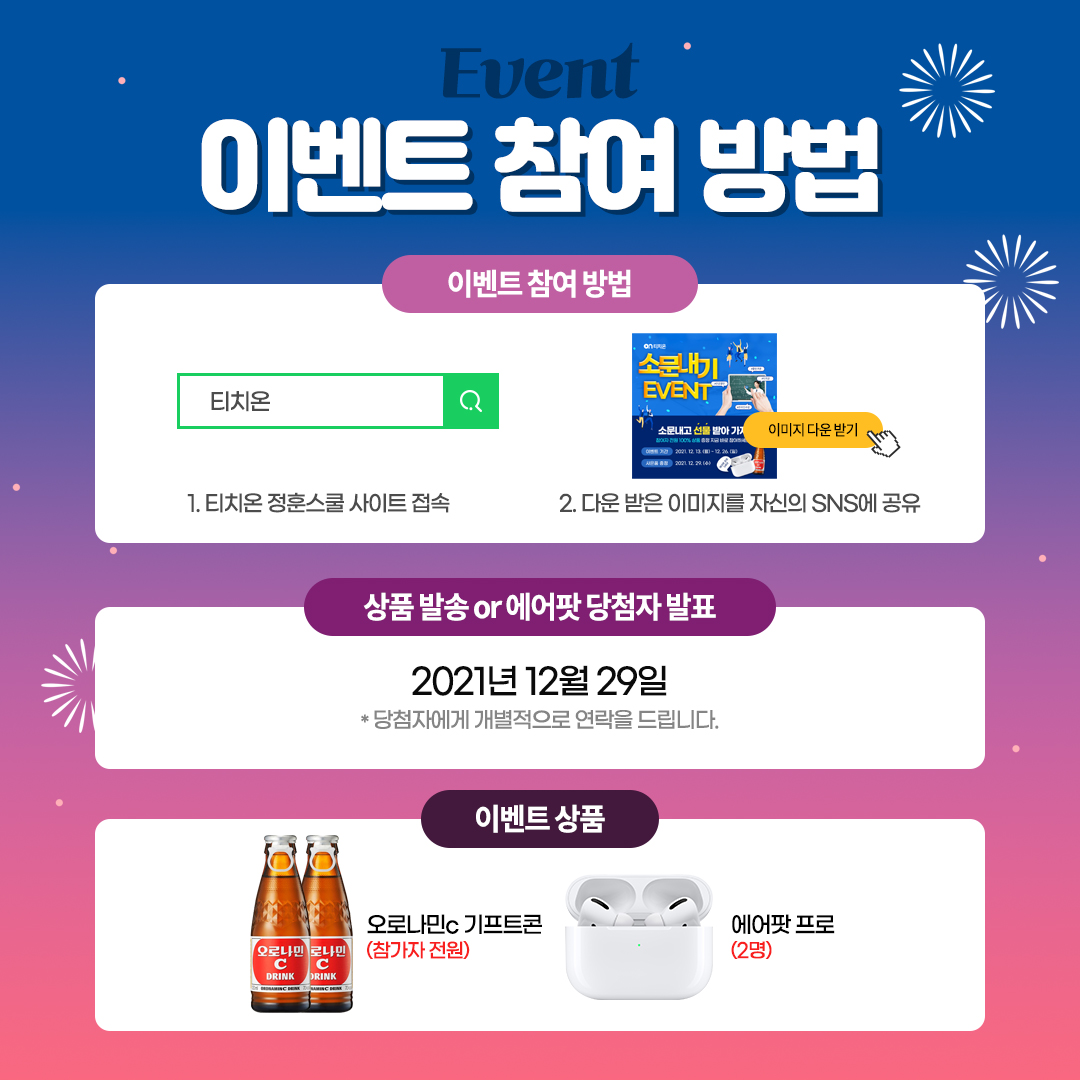 Event
이벤트 참여 방법
이벤트 참여 방법
티치온
on 티치온
소문내기
EVENT
소문내고 선물 받아 가
이미지 다운 받기
이벤트 기간 2021. 12. 13. (월) - 12. 26. (일)
2021. 12. 29. (수)
1. 티치온 정훈스쿨 사이트 접속
2. 다운 받은 이미지를 자신의 SNS에 공유
상품 발송 or 에어팟 당첨자 발표
2021년 12월 29일
* 당첨자에게 개별적으로 연락을 드립니다.
이벤트 상품
오로나민 로나민
C C
DRINK DRINK
오로나민c 기프트콘
(참가자 전원)
에어팟 프로
(2명)